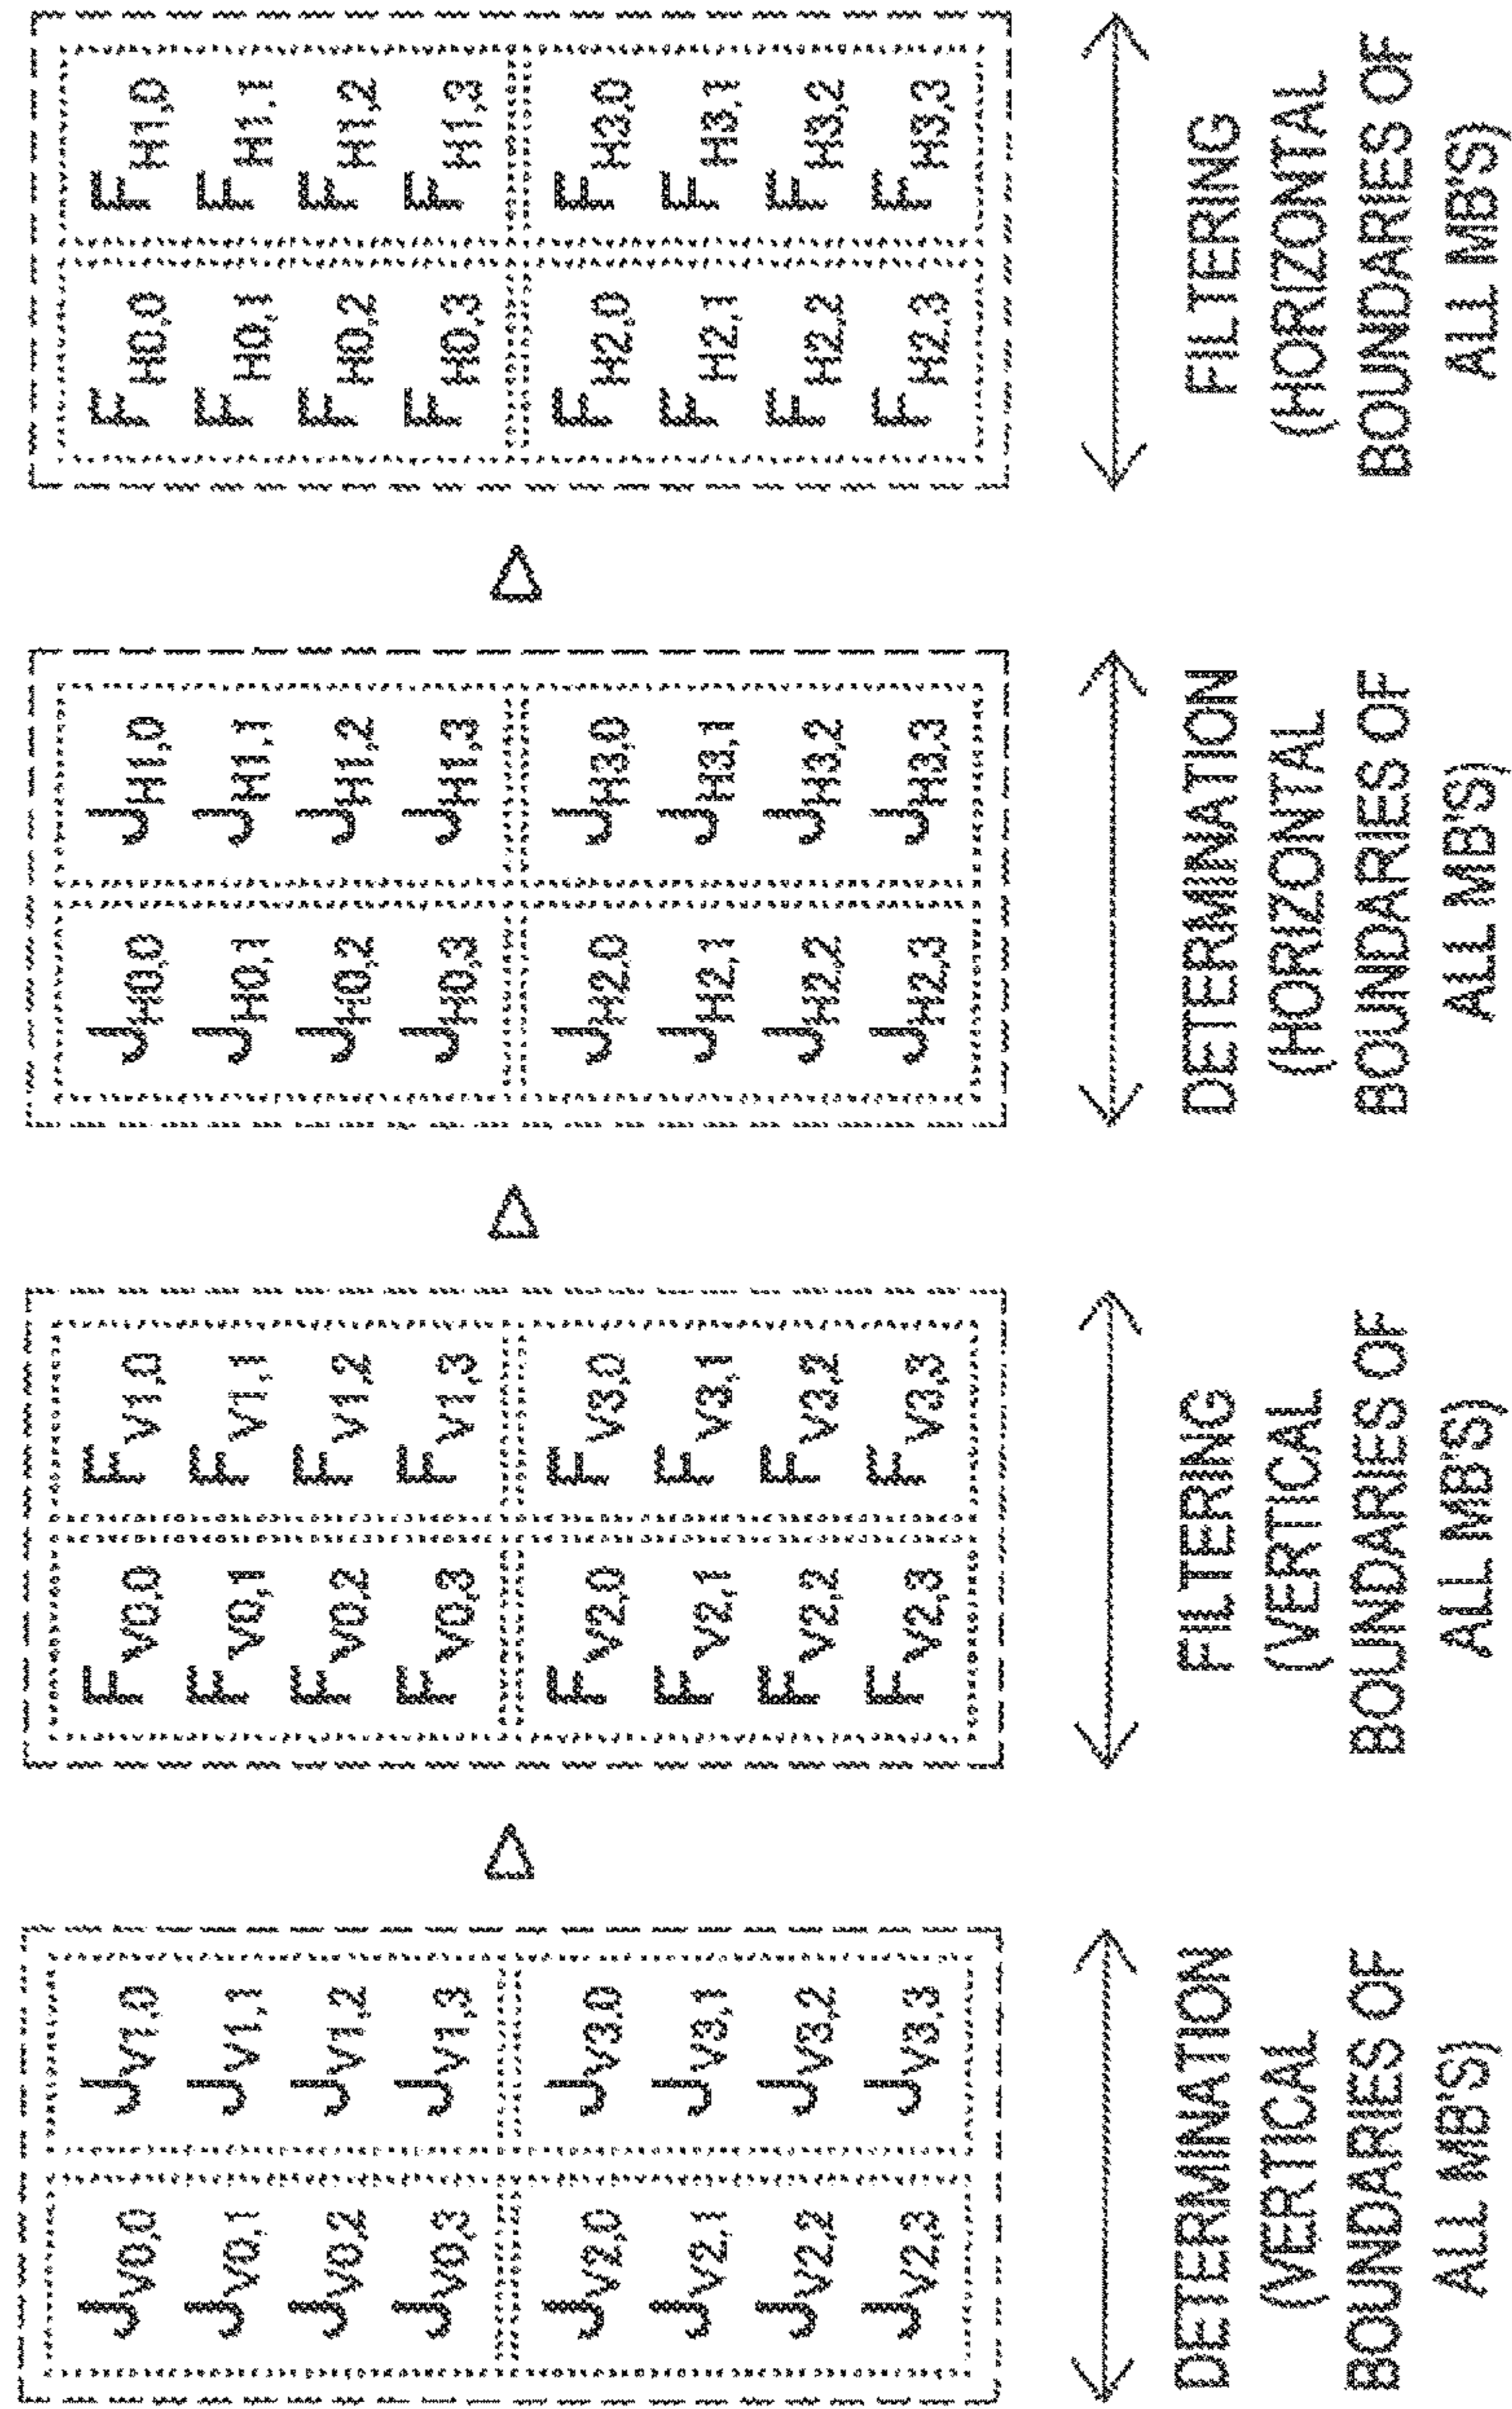 JV0,0 JV1,0
JV0,1 JV1,1
JV0,2 JV1,2
JV0,3 JV1,3
JV2,0 JV3,0
JV2,1 JV3,1
JV2,2 JV3,2
JV2,3 JV3,3
DETERMINATION
(VERTICAL
BOUNDARIES OF
ALL MB'S)
FV0,0 FV1,0
FV0,1 FV1,1
FV0,2 FV1,2
FV0,3 FV1,3
FV2,0 FV3,0
FV2,1 FV3,1
FV2,2 FV3,2
FV2,3 FV3,3
FILTERING
(VERTICAL
BOUNDARIES OF
ALL MB'S)
JH0,0 JH1,0
JH0,1 JH1,1
JH0,2 JH1,2
JH0,3 JH1,3
JH2,0 JH3,0
JH2,1 JH3,1
JH2,2 JH3,2
JH2,3 JH3,3
DETERMINATION
(HORIZONTAL
BOUNDARIES OF
ALL MB'S)
FH0,0 FH1,0
FH0,1 FH1,1
FH0,2 FH1,2
FH0,3 FH1,3
FH2,0 FH3,0
FH2,1 FH3,1
FH2,2 FH3,2
FH2,3 FH3,3
FILTERING
(HORIZONTAL
BOUNDARIES OF
ALL MB'S)